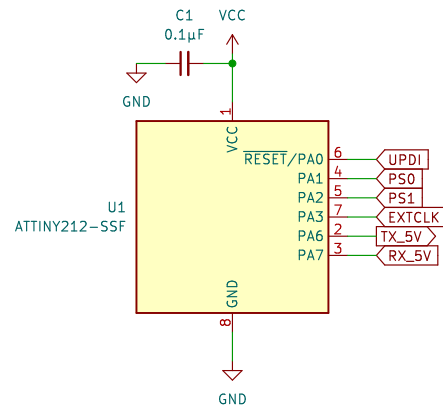 C1
0.1µF
VCC
GND
1
VCC
U1
ATTINY212-SSF
RESET/PA0 6 UPDI
PA1 4 PS0
PA2 5 PS1
PA3 7 EXTCLK
PA6 2 TX_5V
PA7 3 RX_5V
GND
8
GND